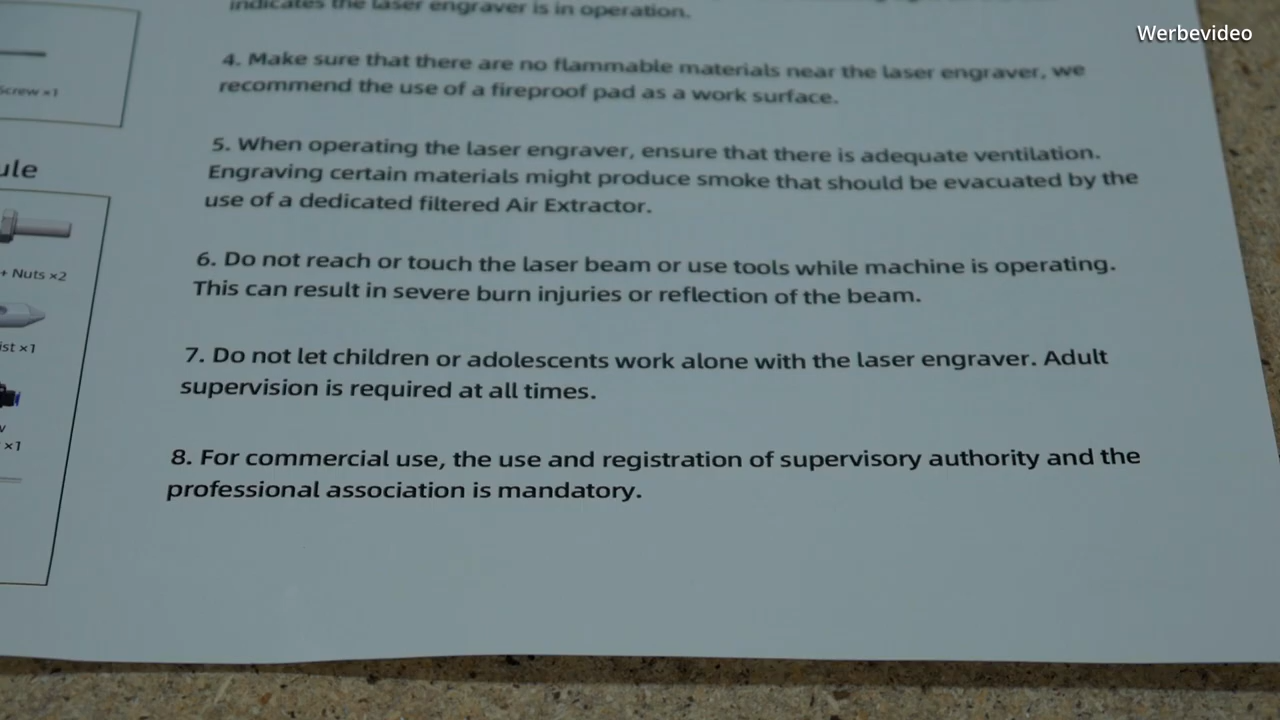 Werbevideo
indicates the laser engraver is in operation.
4. Make sure that there are no flammable materials near the laser engraver, we
recommend the use of a fireproof pad as a work surface.
5. When operating the laser engraver, ensure that there is adequate ventilation.
Engraving certain materials might produce smoke that should be evacuated by the
use of a dedicated filtered Air Extractor.
6. Do not reach or touch the laser beam or use tools while machine is operating.
This can result in severe burn injuries or reflection of the beam.
7. Do not let children or adolescents work alone with the laser engraver. Adult
supervision is required at all times.
8. For commercial use, the use and registration of supervisory authority and the
professional association is mandatory.
Screw ×1
ule
+ Nuts ×2
ist ×1
×1